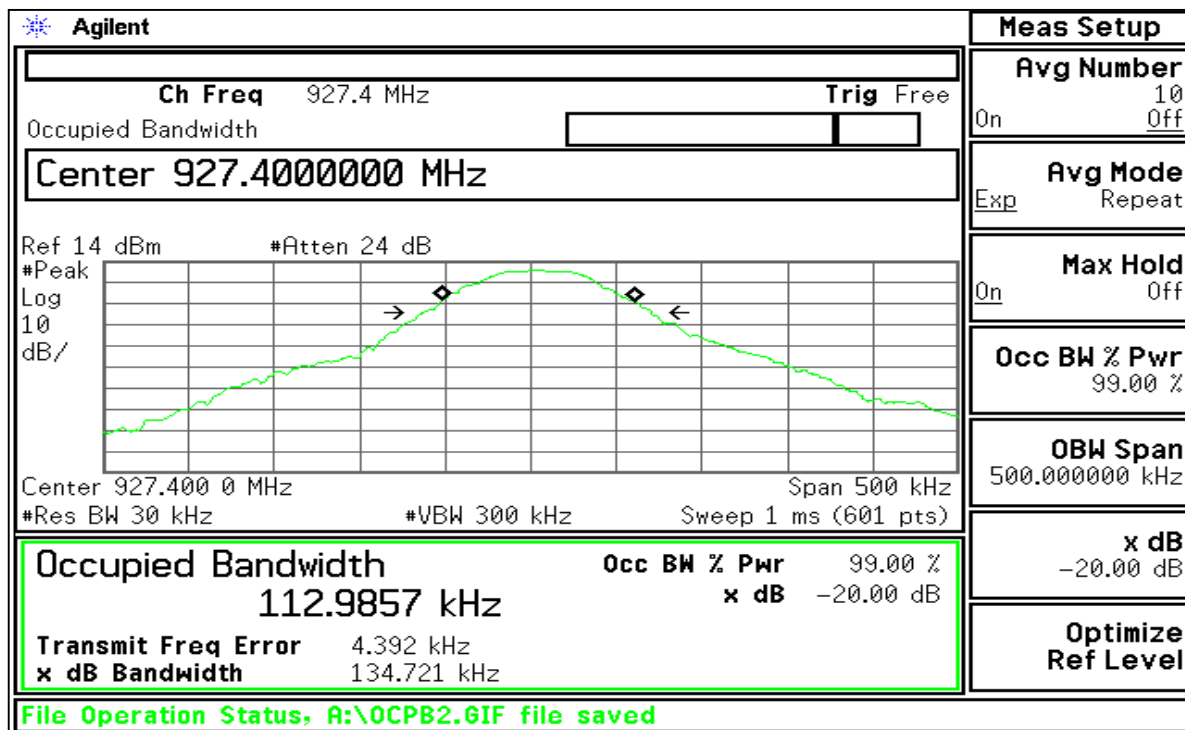 Agilent
Meas Setup
Ch Freq 927.4 MHz Trig Free
Occupied Bandwidth
Center 927.4000000 MHz
Ref 14 dBm #Atten 24 dB
#Peak
Log
10
dB/
Center 927.400 0 MHz Span 500 kHz
#Res BW 30 kHz #VBW 300 kHz Sweep 1 ms (601 pts)
Occupied Bandwidth Occ BW % Pwr 99.00 %
112.9857 kHz x dB -20.00 dB
Transmit Freq Error 4.392 kHz
x dB Bandwidth 134.721 kHz
Avg Number
10
On Off
Avg Mode
Exp Repeat
Max Hold
On Off
Occ BW % Pwr
99.00 %
OBW Span
500.000000 kHz
x dB
-20.00 dB
Optimize
Ref Level
File Operation Status, A:\OCPB2.GIF file saved